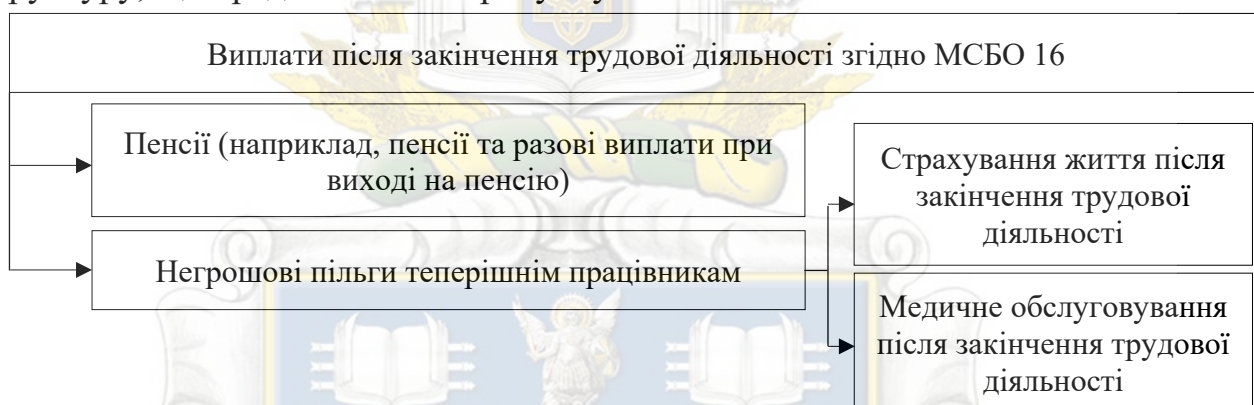 Виплати після закінчення трудової діяльності згідно МСБО 16
Пенсії (наприклад, пенсії та разові виплати при
виході на пенсію)
Негрошові пільги теперішнім працівникам
Страхування життя після
закінчення трудової
діяльності
Медичне обслуговування
після закінчення трудової
діяльності